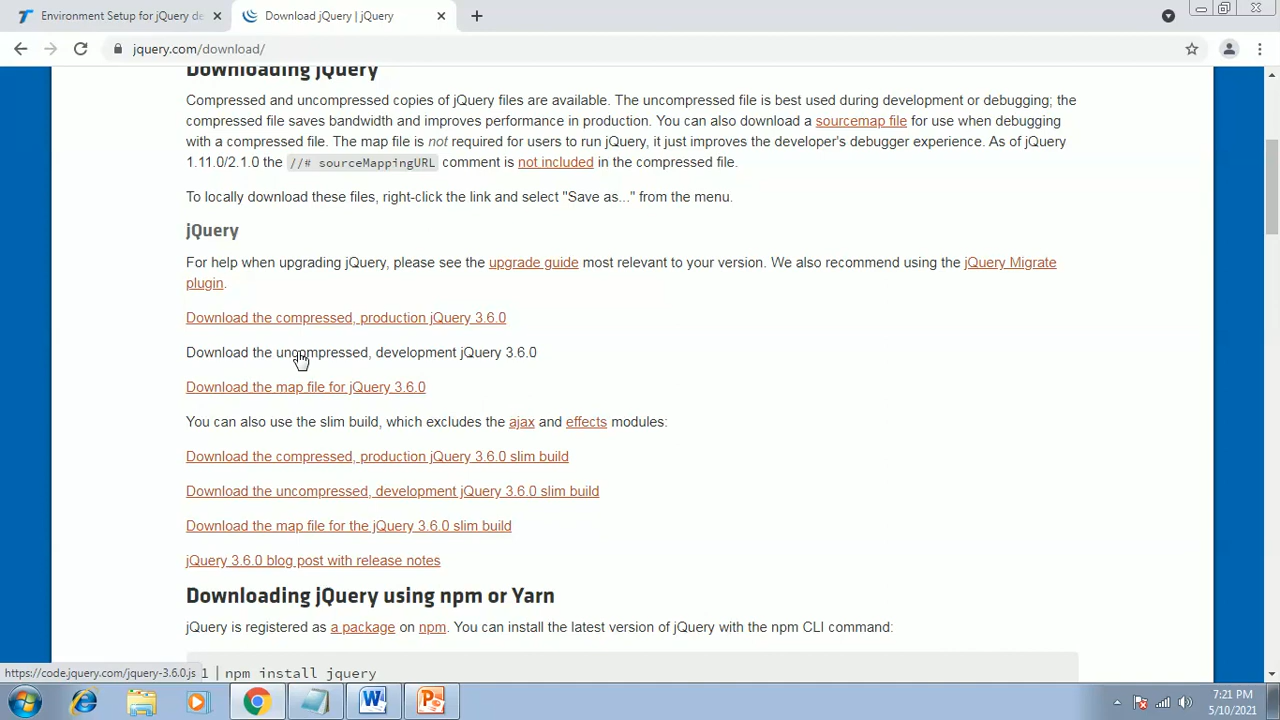 Environment Setup for jQuery de
Download jQuery | jQuery
jquery.com/download/
Downloading jQuery
Compressed and uncompressed copies of jQuery files are available. The uncompressed file is best used during development or debugging; the
compressed file saves bandwidth and improves performance in production. You can also download a sourcemap file for use when debugging
with a compressed file. The map file is not required for users to run jQuery, it just improves the developer's debugger experience. As of jQuery
1.11.0/2.1.0 the //# sourceMappingURL comment is not included in the compressed file.
To locally download these files, right-click the link and select "Save as..." from the menu.
jQuery
For help when upgrading jQuery, please see the upgrade guide most relevant to your version. We also recommend using the jQuery Migrate
plugin.
Download the compressed, production jQuery 3.6.0
Download the uncompressed, development jQuery 3.6.0
Download the map file for jQuery 3.6.0
You can also use the slim build, which excludes the ajax and effects modules:
Download the compressed, production jQuery 3.6.0 slim build
Download the uncompressed, development jQuery 3.6.0 slim build
Download the map file for the jQuery 3.6.0 slim build
jQuery 3.6.0 blog post with release notes
Downloading jQuery using npm or Yarn
jQuery is registered as a package on npm. You can install the latest version of jQuery with the npm CLI command:
https://code.jquery.com/jquery-3.6.0.js
1 | npm install jquery
7:21 PM
5/10/2021